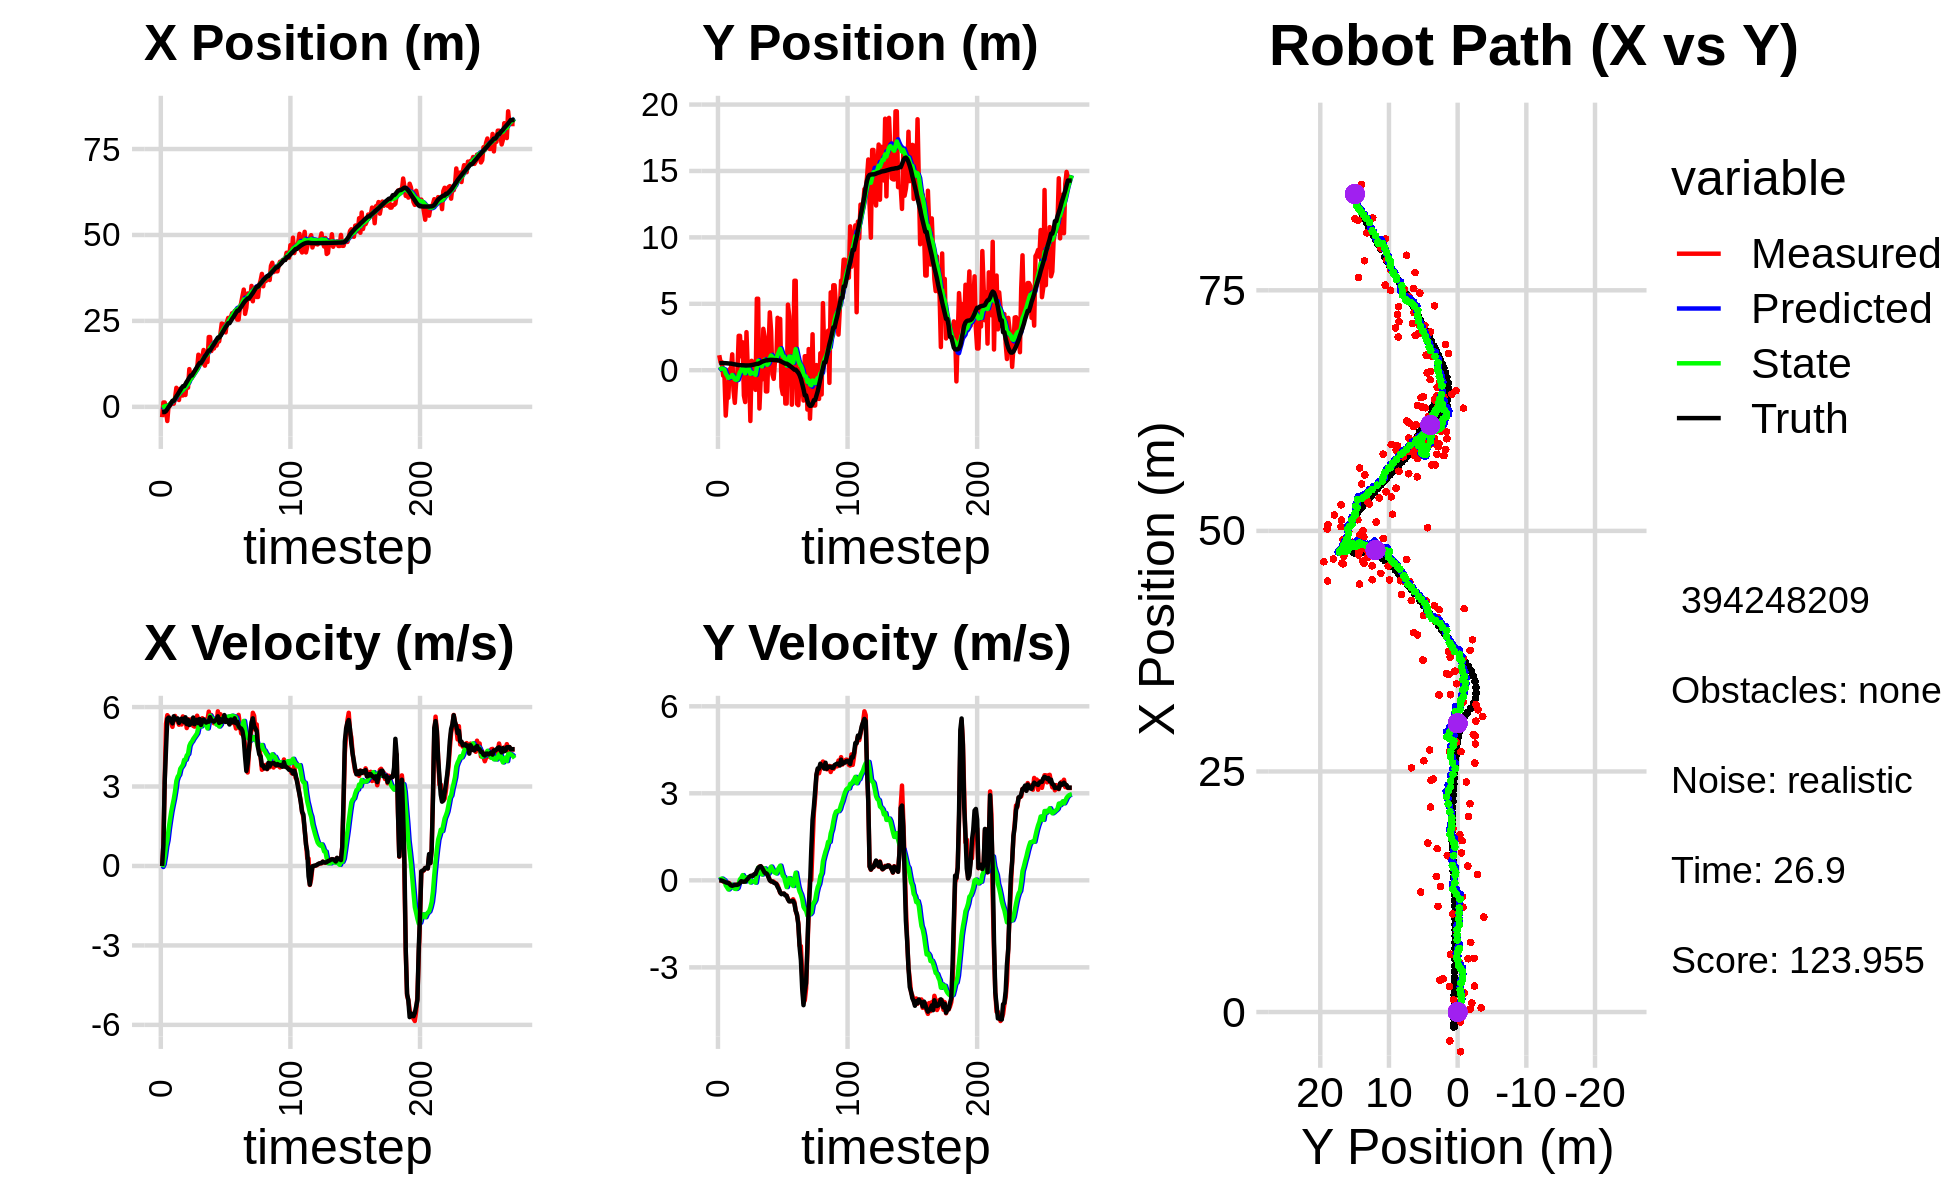 X Position (m)
75
50
25
0
0
100
200
timestep
Y Position (m)
20
15
10
5
0
0
100
200
timestep
X Velocity (m/s)
6
3
0
-3
-6
0
100
200
timestep
Y Velocity (m/s)
6
3
0
-3
0
100
200
timestep
Robot Path (X vs Y)
X Position (m)
75
50
25
0
20 10 0 -10 -20
Y Position (m)
variable
Measured
Predicted
State
Truth
394248209
Obstacles: none
Noise: realistic
Time: 26.9
Score: 123.955